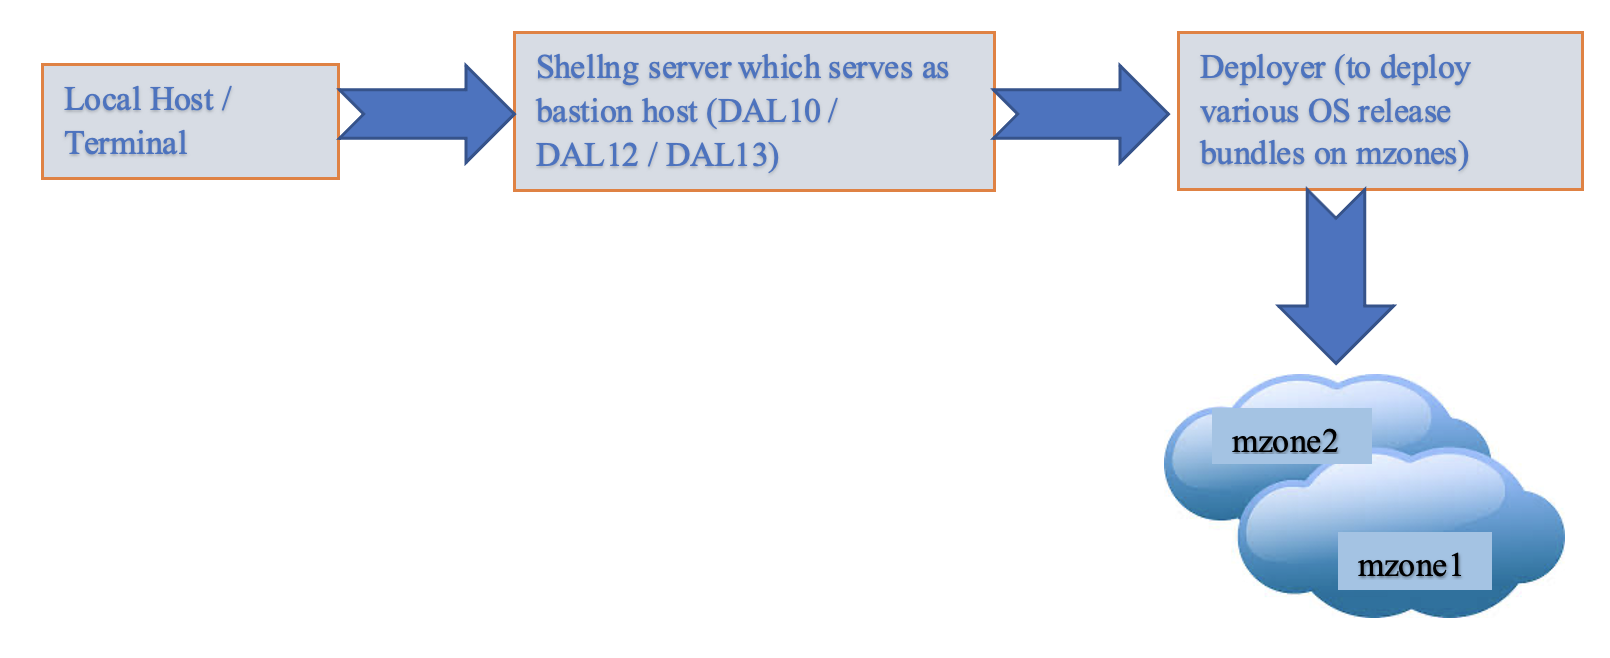 Local Host /
Terminal
Shellng server which serves as
bastion host (DAL10 /
DAL12 / DAL13)
Deployer (to deploy
various OS release
bundles on mzones)
mzone2
mzone1